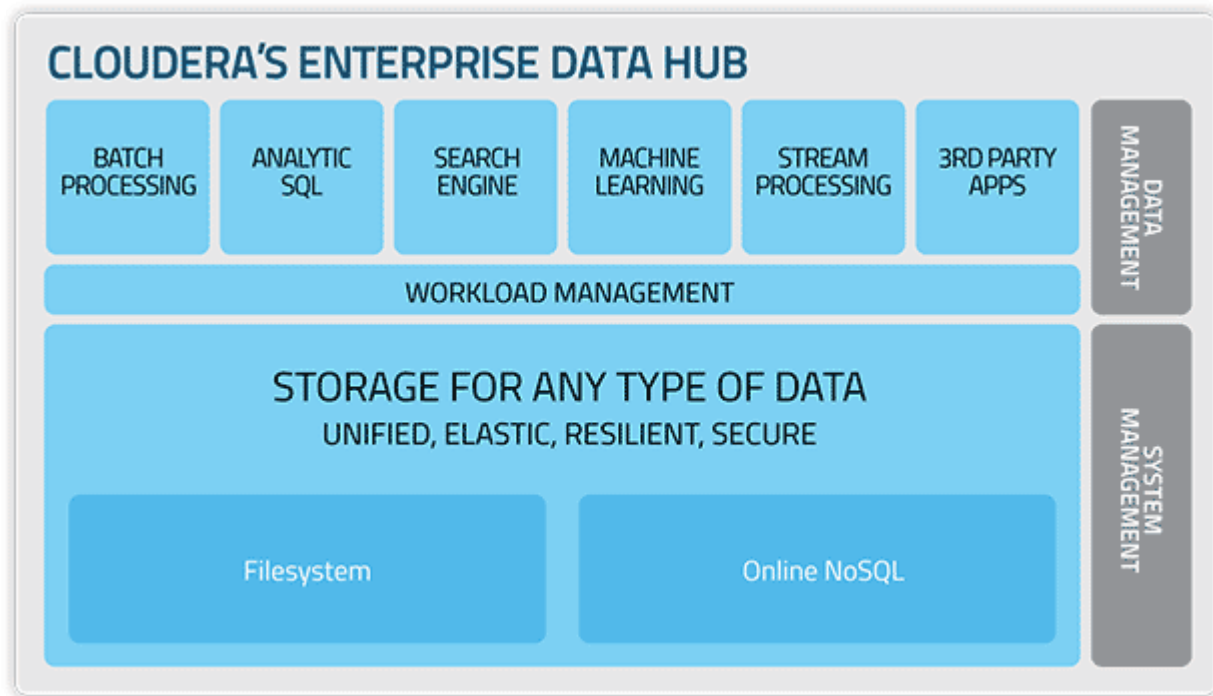 CLOUDERA'S ENTERPRISE DATA HUB
BATCH
PROCESSING
ANALYTIC
SQL
SEARCH
ENGINE
MACHINE
LEARNING
STREAM
PROCESSING
3RD PARTY
APPS
DATA
MANAGEMENT
WORKLOAD MANAGEMENT
STORAGE FOR ANY TYPE OF DATA
UNIFIED, ELASTIC, RESILIENT, SECURE
Filesystem
Online NoSQL
SYSTEM
MANAGEMENT